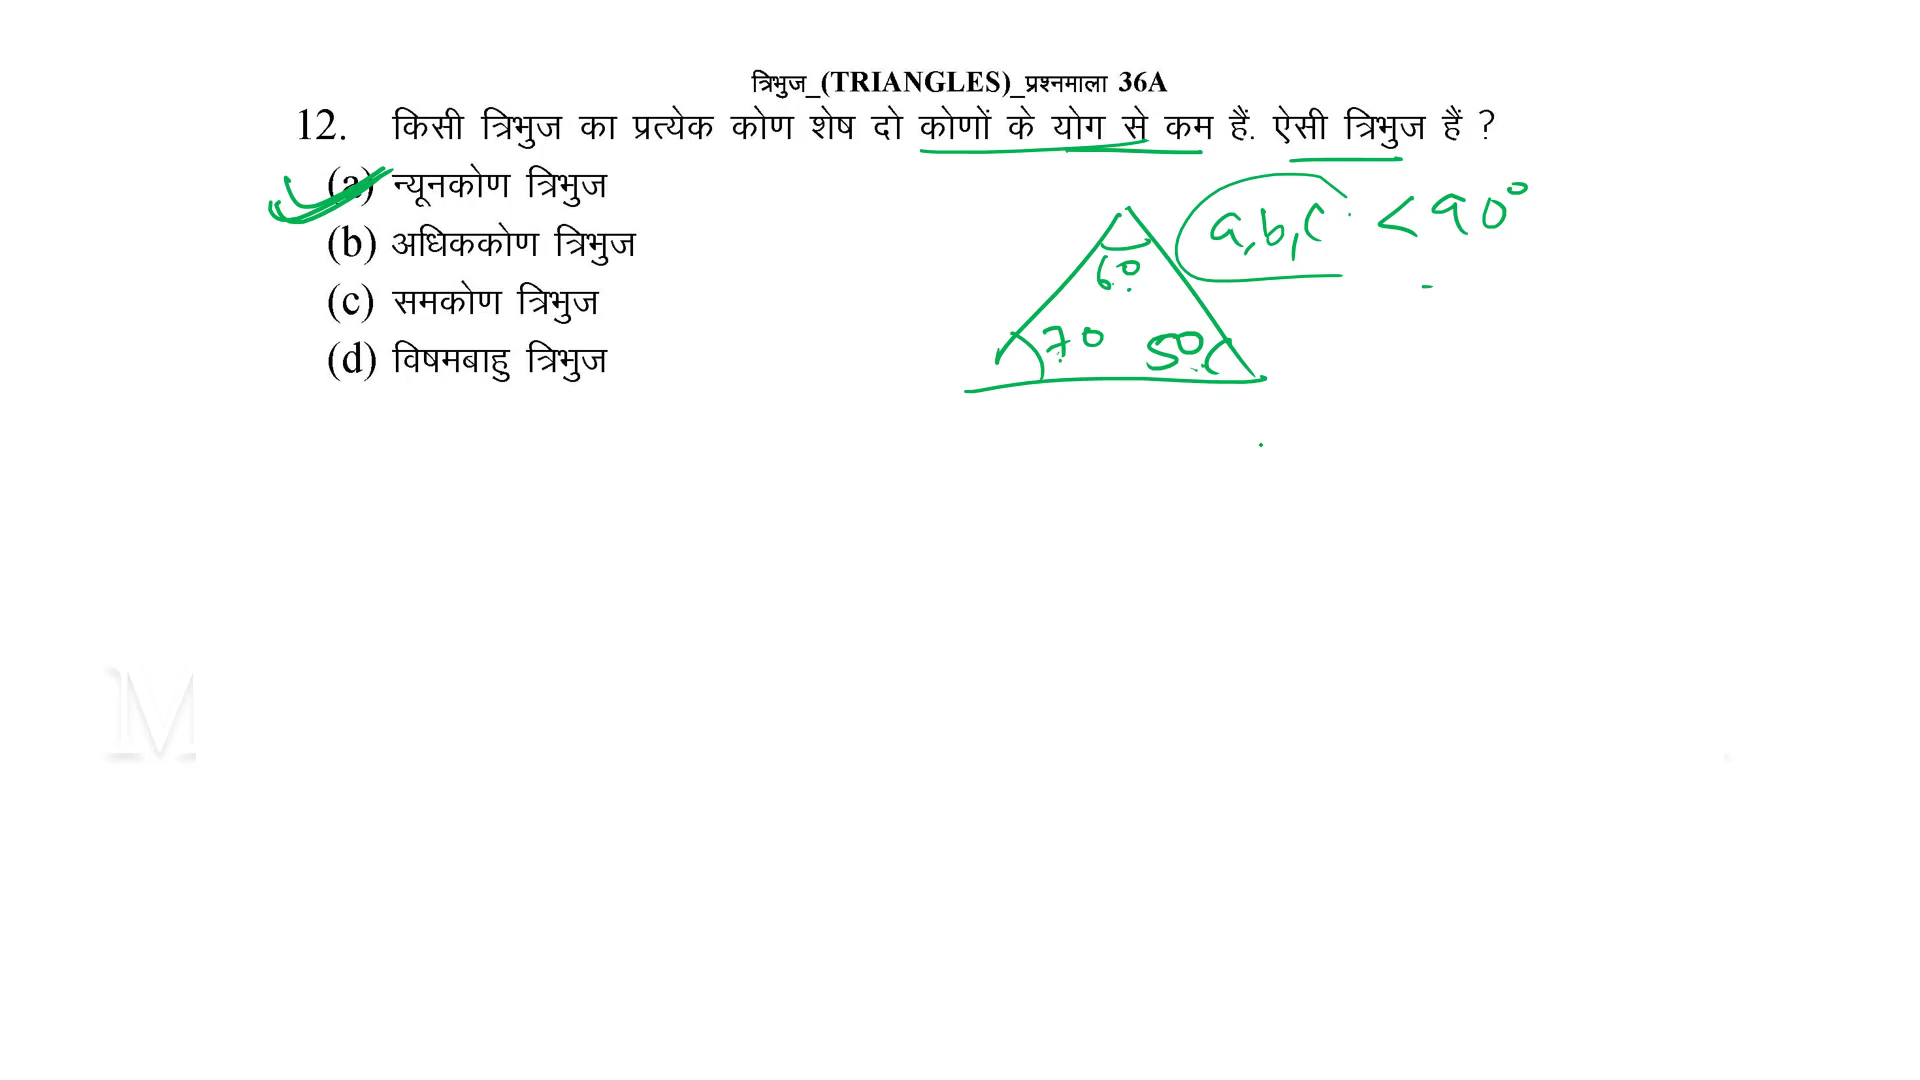 त्रिभुज_(TRIANGLES)_प्रश्नमाला 36A
12. किसी त्रिभुज का प्रत्येक कोण शेष दो कोणों के योग से कम हैं. ऐसी त्रिभुज हैं ?
(a) न्यूनकोण त्रिभुज
(b) अधिककोण त्रिभुज
(c) समकोण त्रिभुज
(d) विषमबाहु त्रिभुज
a,b,c < 90°
60
70 50
M